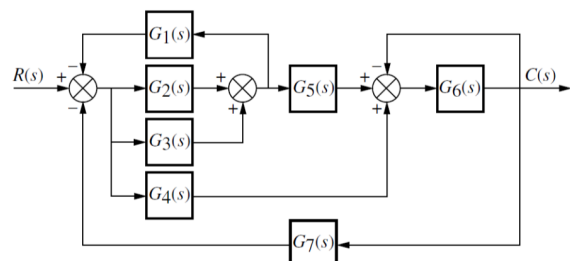 G1(s)
R(s) + − − G2(s) + + G5(s) + − + G6(s) C(s)
G3(s)
G4(s)
G7(s)